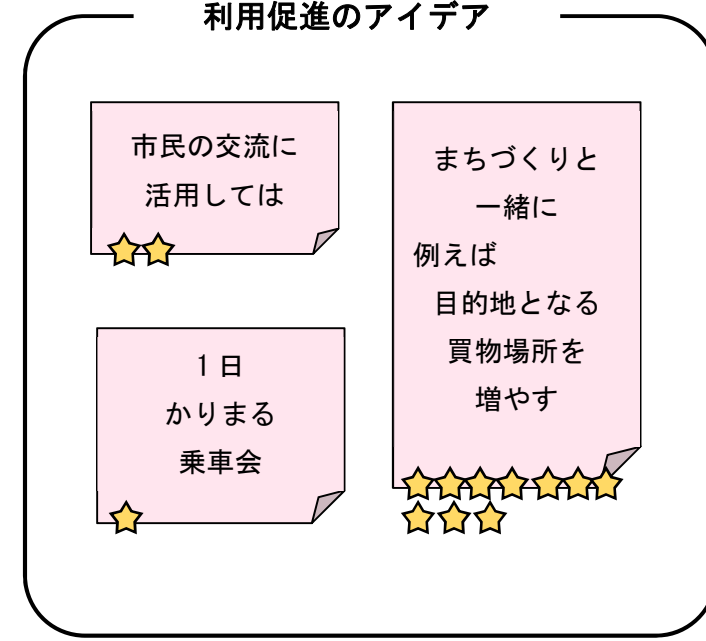 利用促進のアイデア
市民の交流に
活用しては
1日
かりまる
乗車会
まちづくりと
一緒に
例えば
目的地となる
買物場所を
増やす